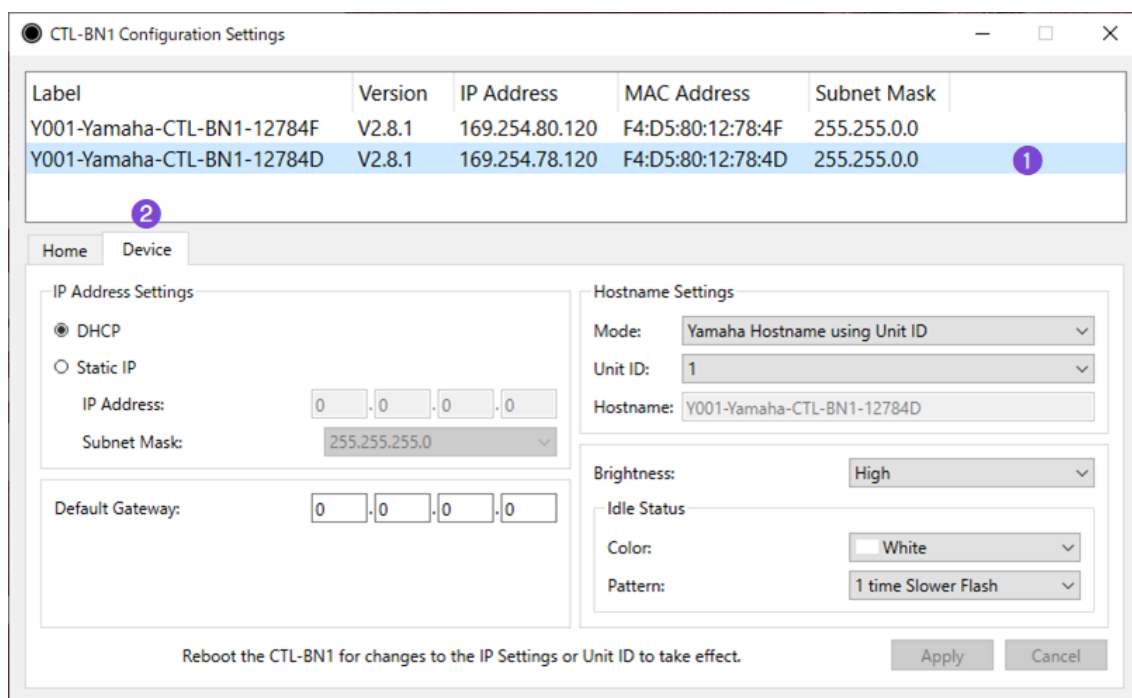 CTL-BN1 Configuration Settings
Label Version IP Address MAC Address Subnet Mask
Y001-Yamaha-CTL-BN1-12784F V2.8.1 169.254.80.120 F4:D5:80:12:78:4F 255.255.0.0
Y001-Yamaha-CTL-BN1-12784D V2.8.1 169.254.78.120 F4:D5:80:12:78:4D 255.255.0.0 1
2
Home Device
IP Address Settings
DHCP
Static IP
IP Address: 0 . 0 . 0 . 0
Subnet Mask: 255.255.255.0
Default Gateway: 0 . 0 . 0 . 0
Hostname Settings
Mode: Yamaha Hostname using Unit ID
Unit ID: 1
Hostname: Y001-Yamaha-CTL-BN1-12784D
Brightness: High
Idle Status
Color: White
Pattern: 1 time Slower Flash
Reboot the CTL-BN1 for changes to the IP Settings or Unit ID to take effect.
Apply Cancel